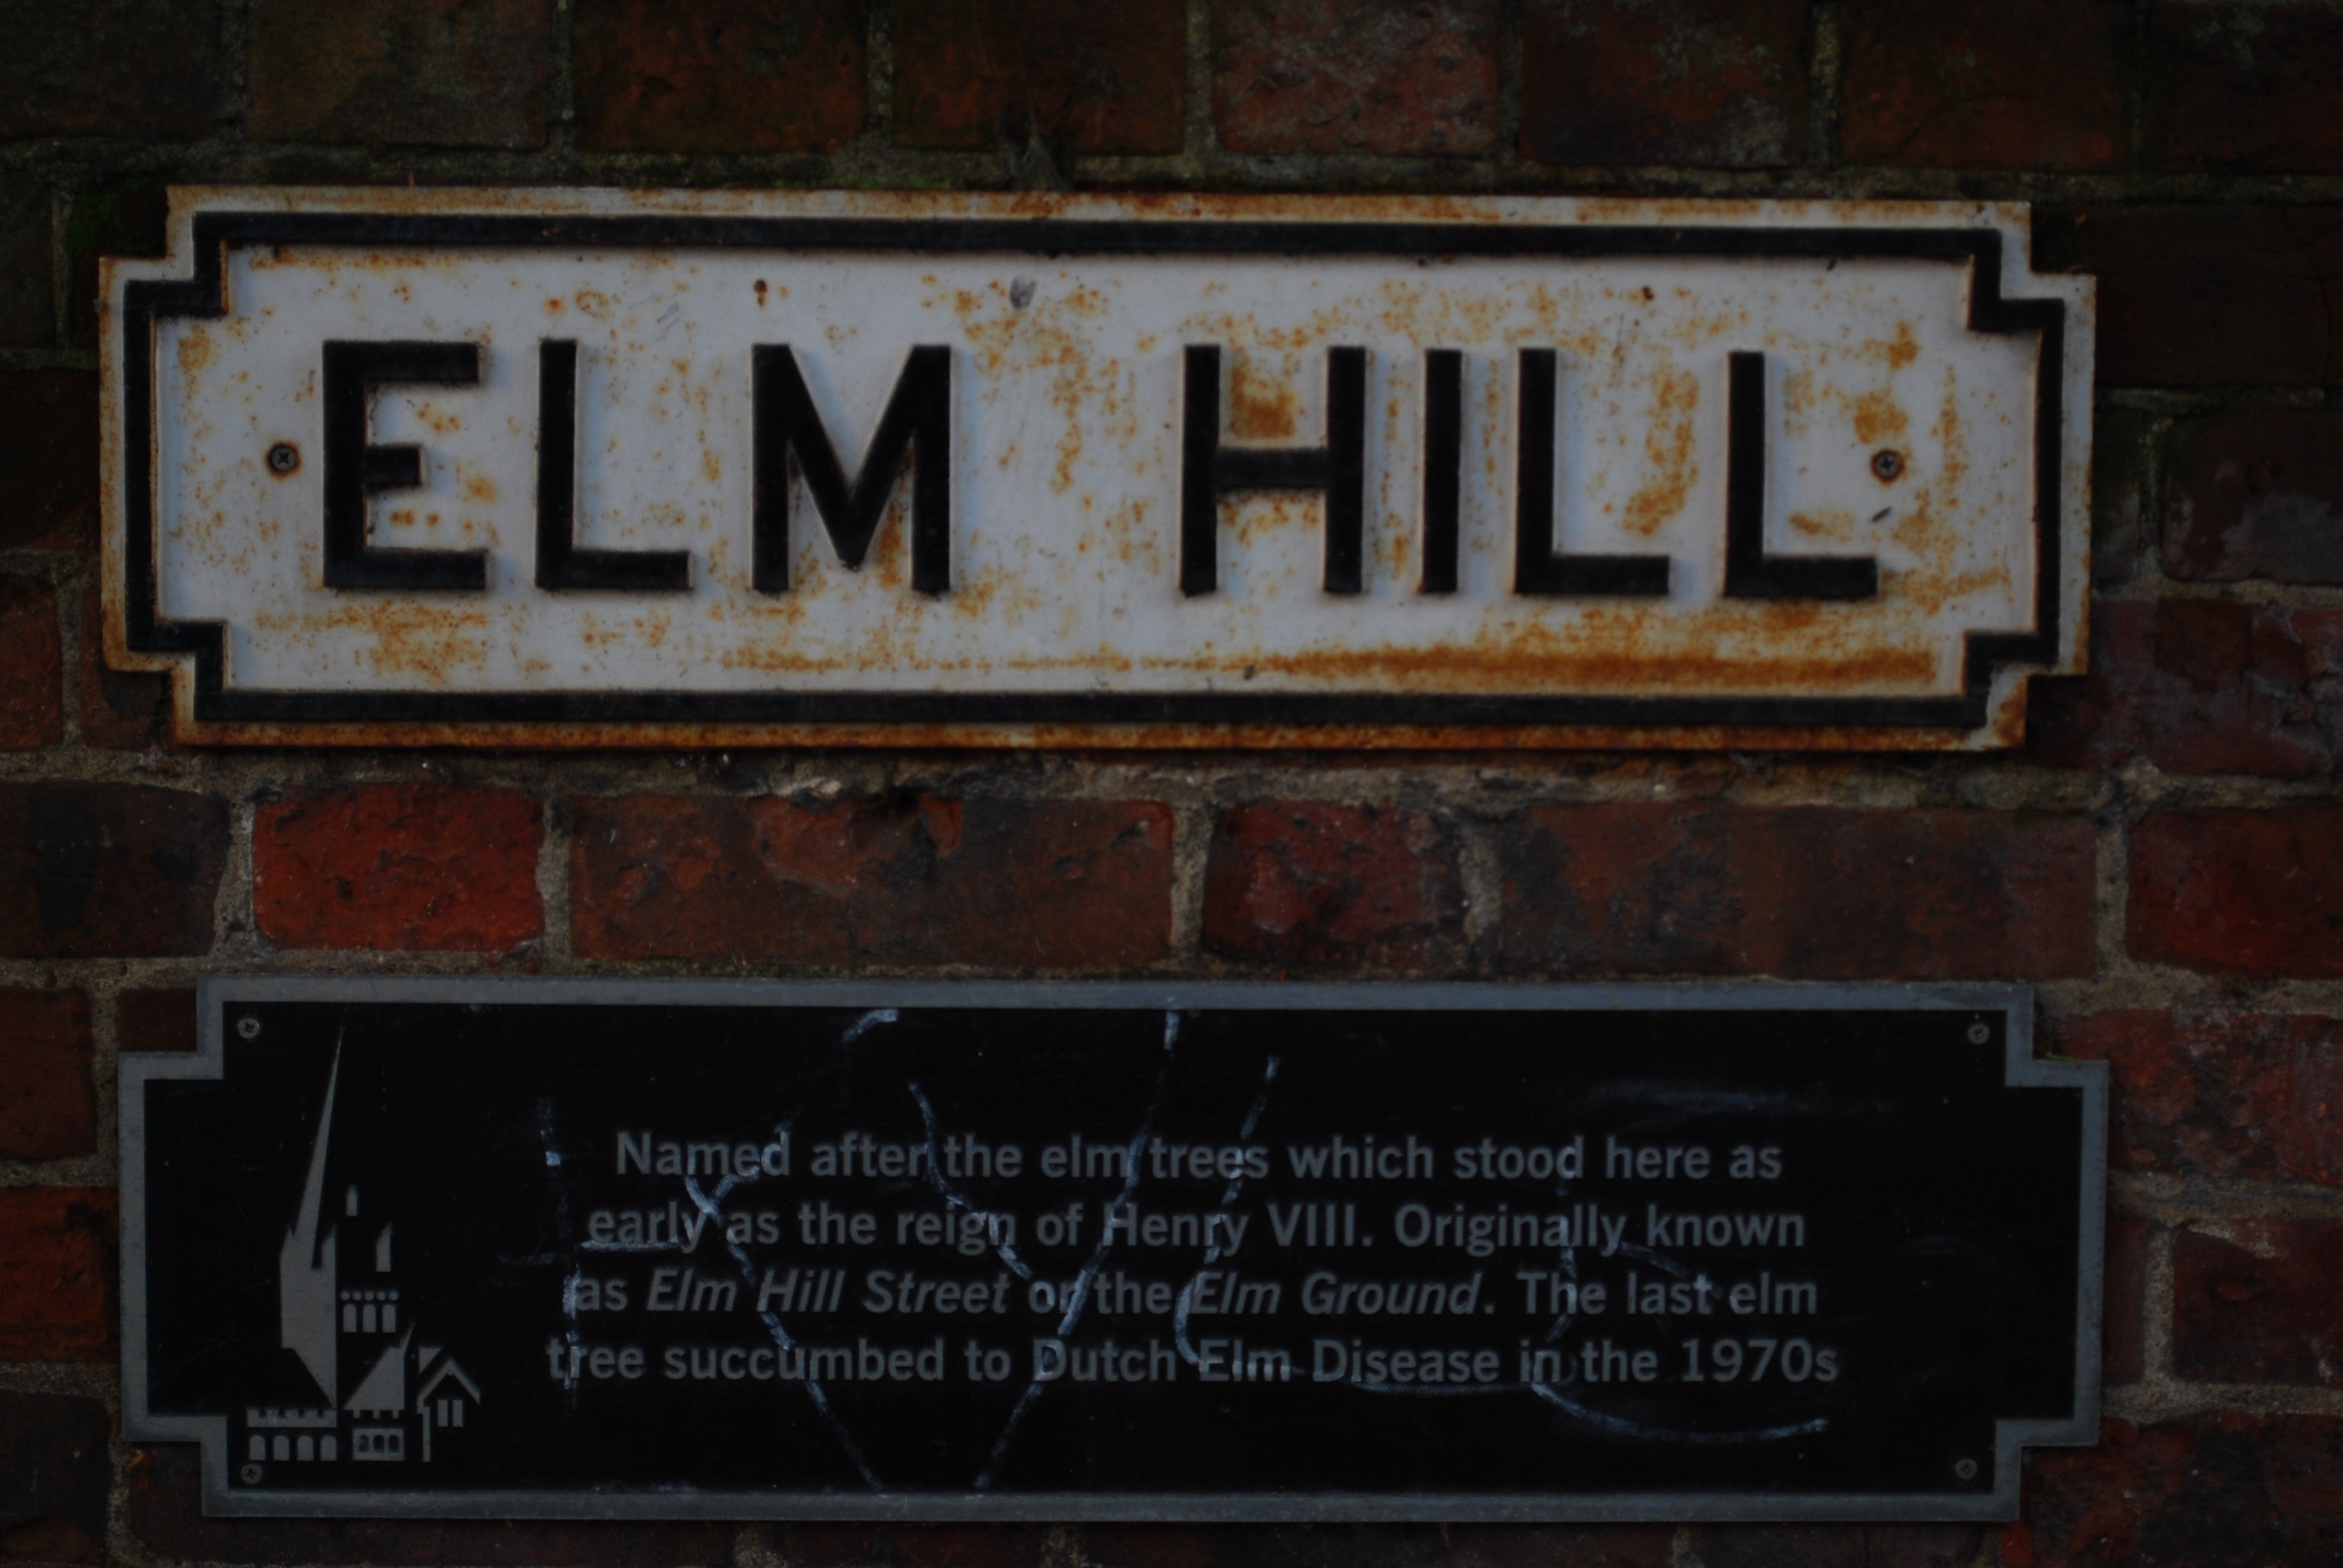 ELM HILL
Named after the elm trees which stood here as
early as the reign of Henry VIII. Originally known
as Elm Hill Street or the Elm Ground. The last elm
tree succumbed to Dutch Elm Disease in the 1970s